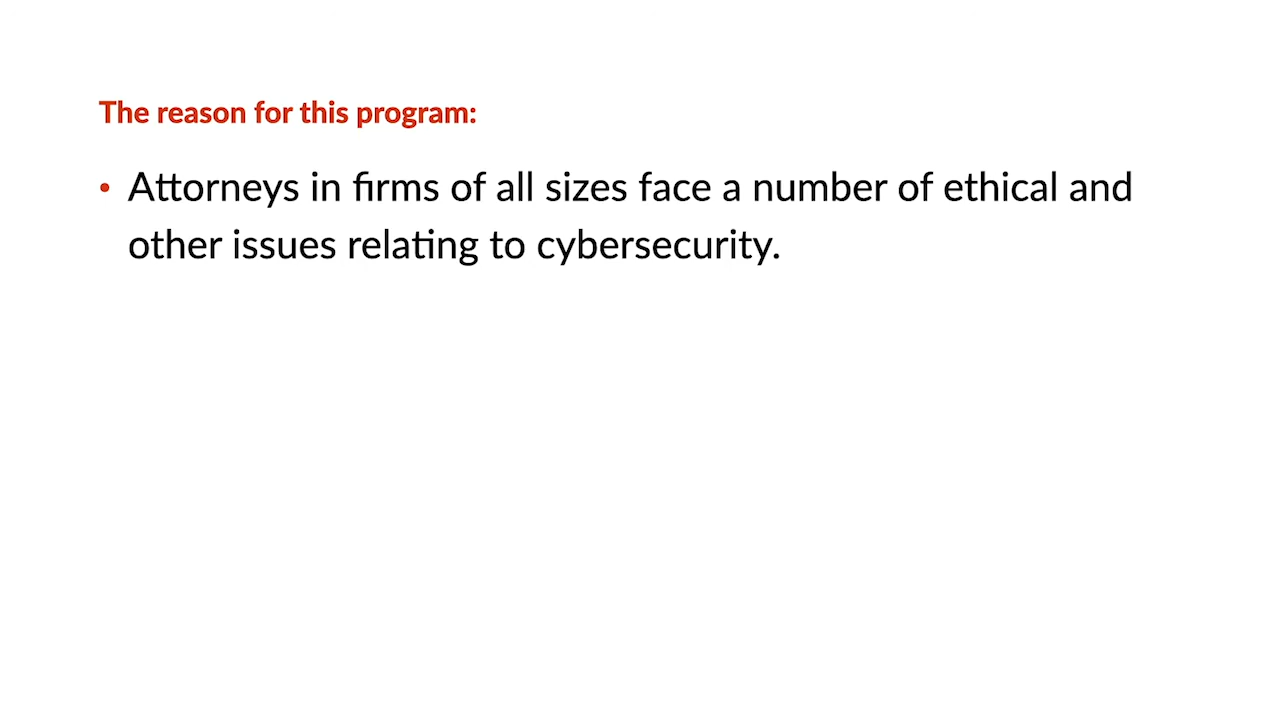 The reason for this program:
• Attorneys in firms of all sizes face a number of ethical and
other issues relating to cybersecurity.